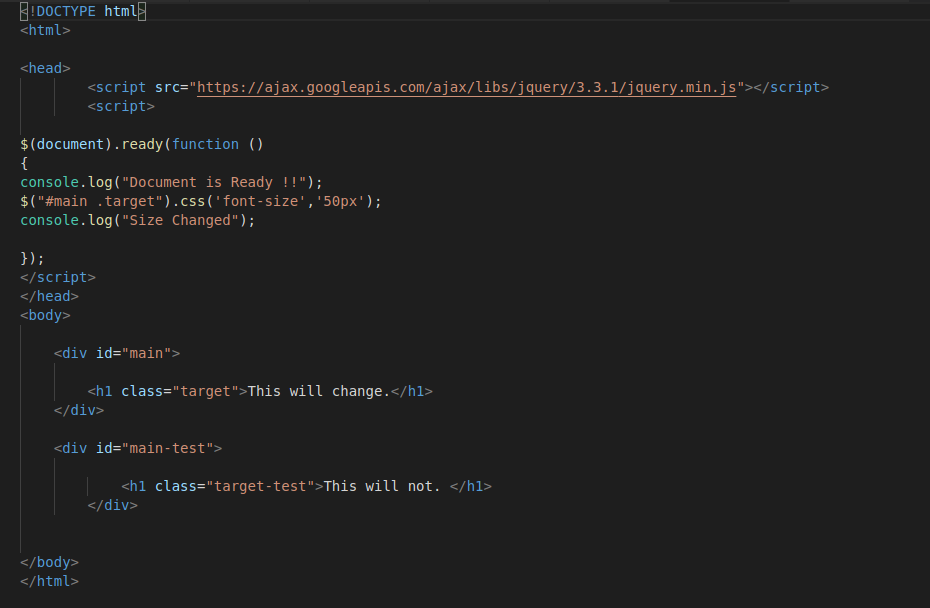 <!DOCTYPE html>
<html>
<head>
<script src="https://ajax.googleapis.com/ajax/libs/jquery/3.3.1/jquery.min.js"></script>
<script>
$(document).ready(function ()
{
console.log("Document is Ready !!");
$("#main .target").css('font-size','50px');
console.log("Size Changed");
});
</script>
</head>
<body>
<div id="main">
<h1 class="target">This will change.</h1>
</div>
<div id="main-test">
<h1 class="target-test">This will not. </h1>
</div>
</body>
</html>